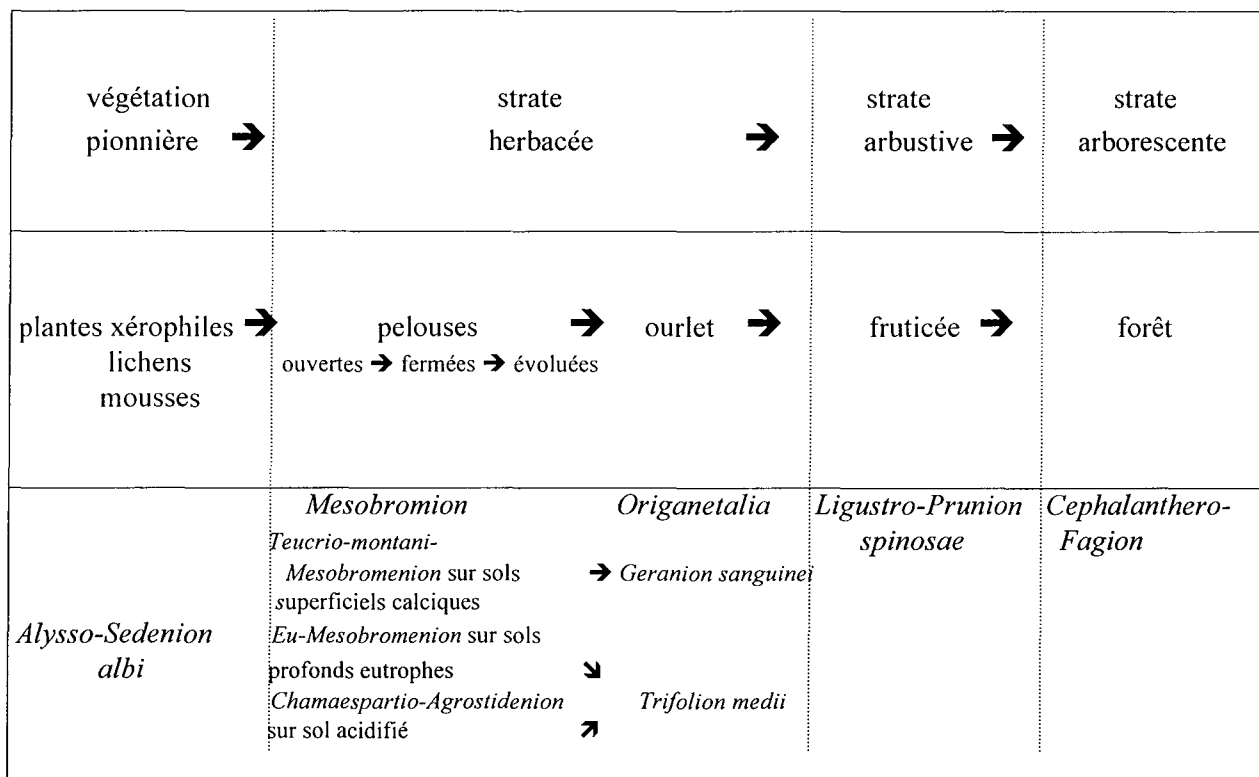 végétation
pionnière ➔
strate
herbacée ➔
strate
arbustive ➔
strate
arborescente
plantes xérophiles ➔
lichens
mousses
pelouses ➔ ourlet ➔
ouvertes ➔ fermées ➔ évoluées
fruticée ➔
forêt
Alysso-Sedenion
albi
Mesobromion
Teucrio-montani-
Mesobromenion sur sols ➔
superficiels calciques
Eu-Mesobromenion sur sols
profonds eutrophes ➘
Chamaespartio-Agrostidenion
sur sol acidifié ➚
Origanetalia
Geranion sanguinei
Trifolion medii
Ligustro-Prunion
spinosae
Cephalanthero-
Fagion